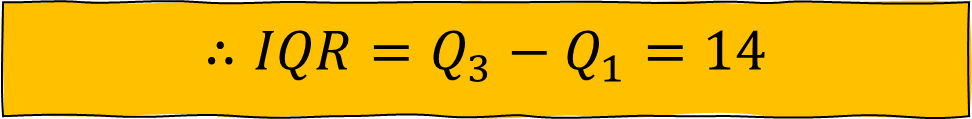 ∴ IQR = Q₃ − Q₁ = 14